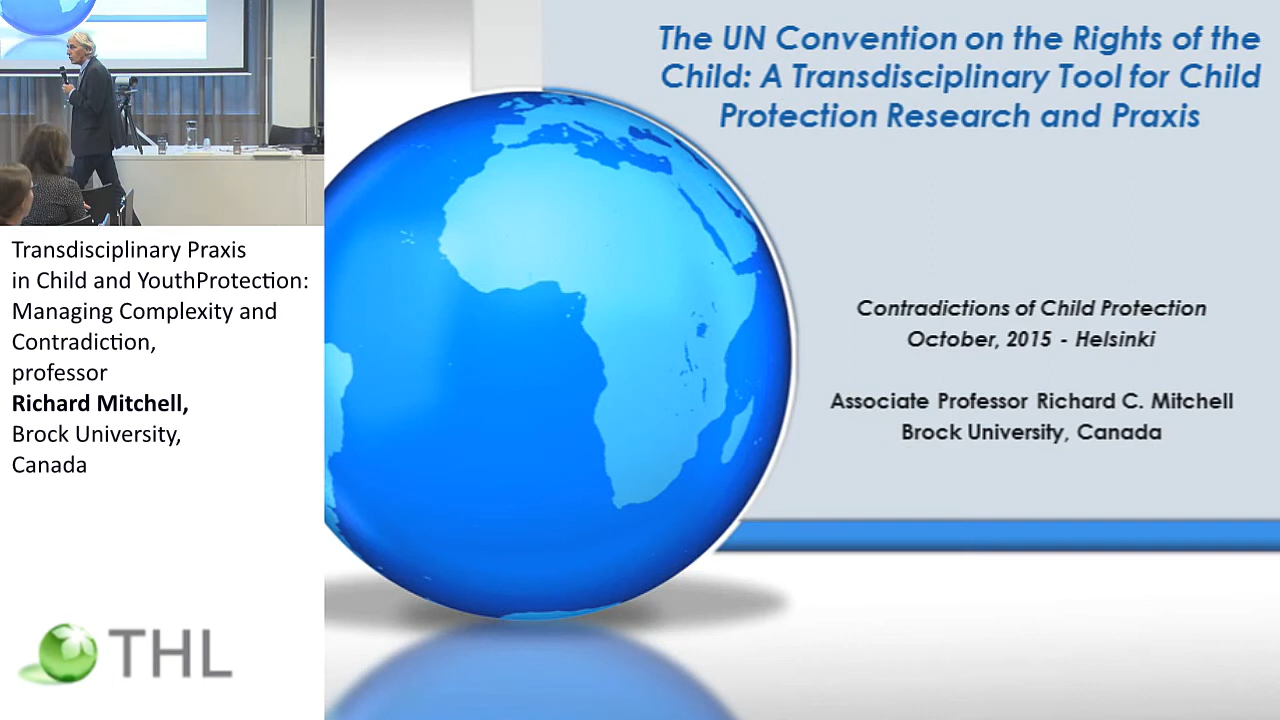 Transdisciplinary Praxis
in Child and YouthProtection:
Managing Complexity and
Contradiction,
professor
Richard Mitchell,
Brock University,
Canada
THL
The UN Convention on the Rights of the
Child: A Transdisciplinary Tool for Child
Protection Research and Praxis
Contradictions of Child Protection
October, 2015 - Helsinki
Associate Professor Richard C. Mitchell
Brock University, Canada